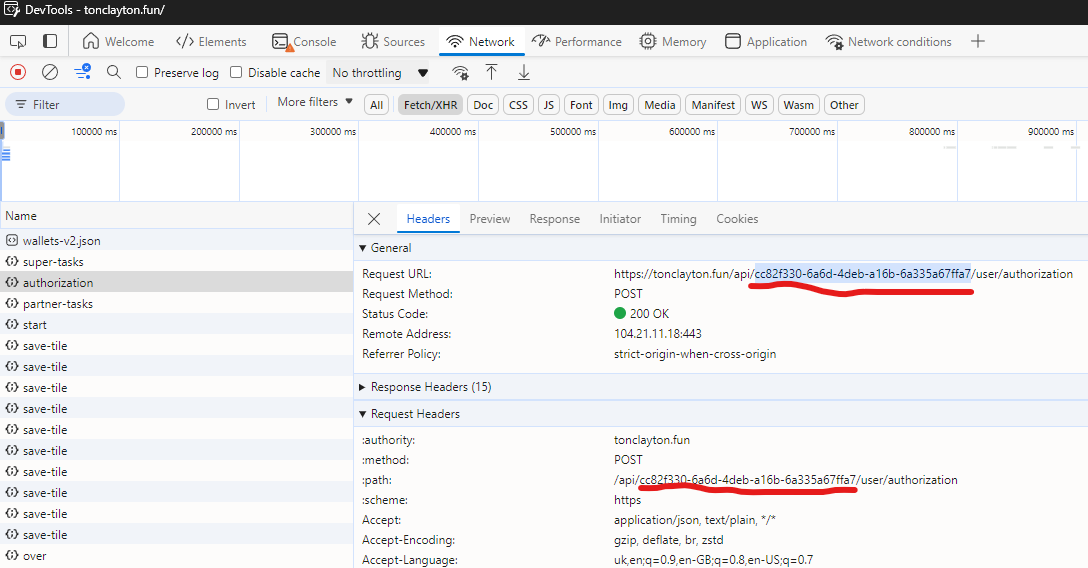 DevTools - tonclayton.fun/
Welcome Elements Console Sources Network Performance Memory Application Network conditions
Preserve log Disable cache No throttling
Filter Invert More filters All Fetch/XHR Doc CSS JS Font Img Media Manifest WS Wasm Other
100000 ms 200000 ms 300000 ms 400000 ms 500000 ms 600000 ms 700000 ms 800000 ms 900000 ms
Name
wallets-v2.json
super-tasks
authorization
partner-tasks
start
save-tile
save-tile
save-tile
save-tile
save-tile
save-tile
save-tile
save-tile
save-tile
save-tile
over
Headers Preview Response Initiator Timing Cookies
General
Request URL: https://tonclayton.fun/api/cc82f330-6a6d-4deb-a16b-6a335a67ffa7/user/authorization
Request Method: POST
Status Code: 200 OK
Remote Address: 104.21.11.18:443
Referrer Policy: strict-origin-when-cross-origin
Response Headers (15)
Request Headers
:authority: tonclayton.fun
:method: POST
:path: /api/cc82f330-6a6d-4deb-a16b-6a335a67ffa7/user/authorization
:scheme: https
Accept: application/json, text/plain, */*
Accept-Encoding: gzip, deflate, br, zstd
Accept-Language: uk,en;q=0.9,en-GB;q=0.8,en-US;q=0.7